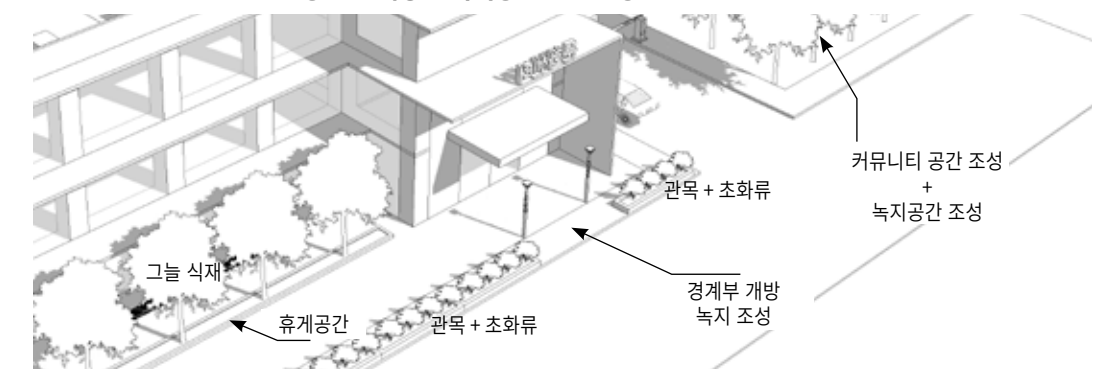 커뮤니티 공간 조성
+
녹지공간 조성
관목 + 초화류
그늘 식재
경계부 개방
녹지 조성
휴게공간
관목 + 초화류